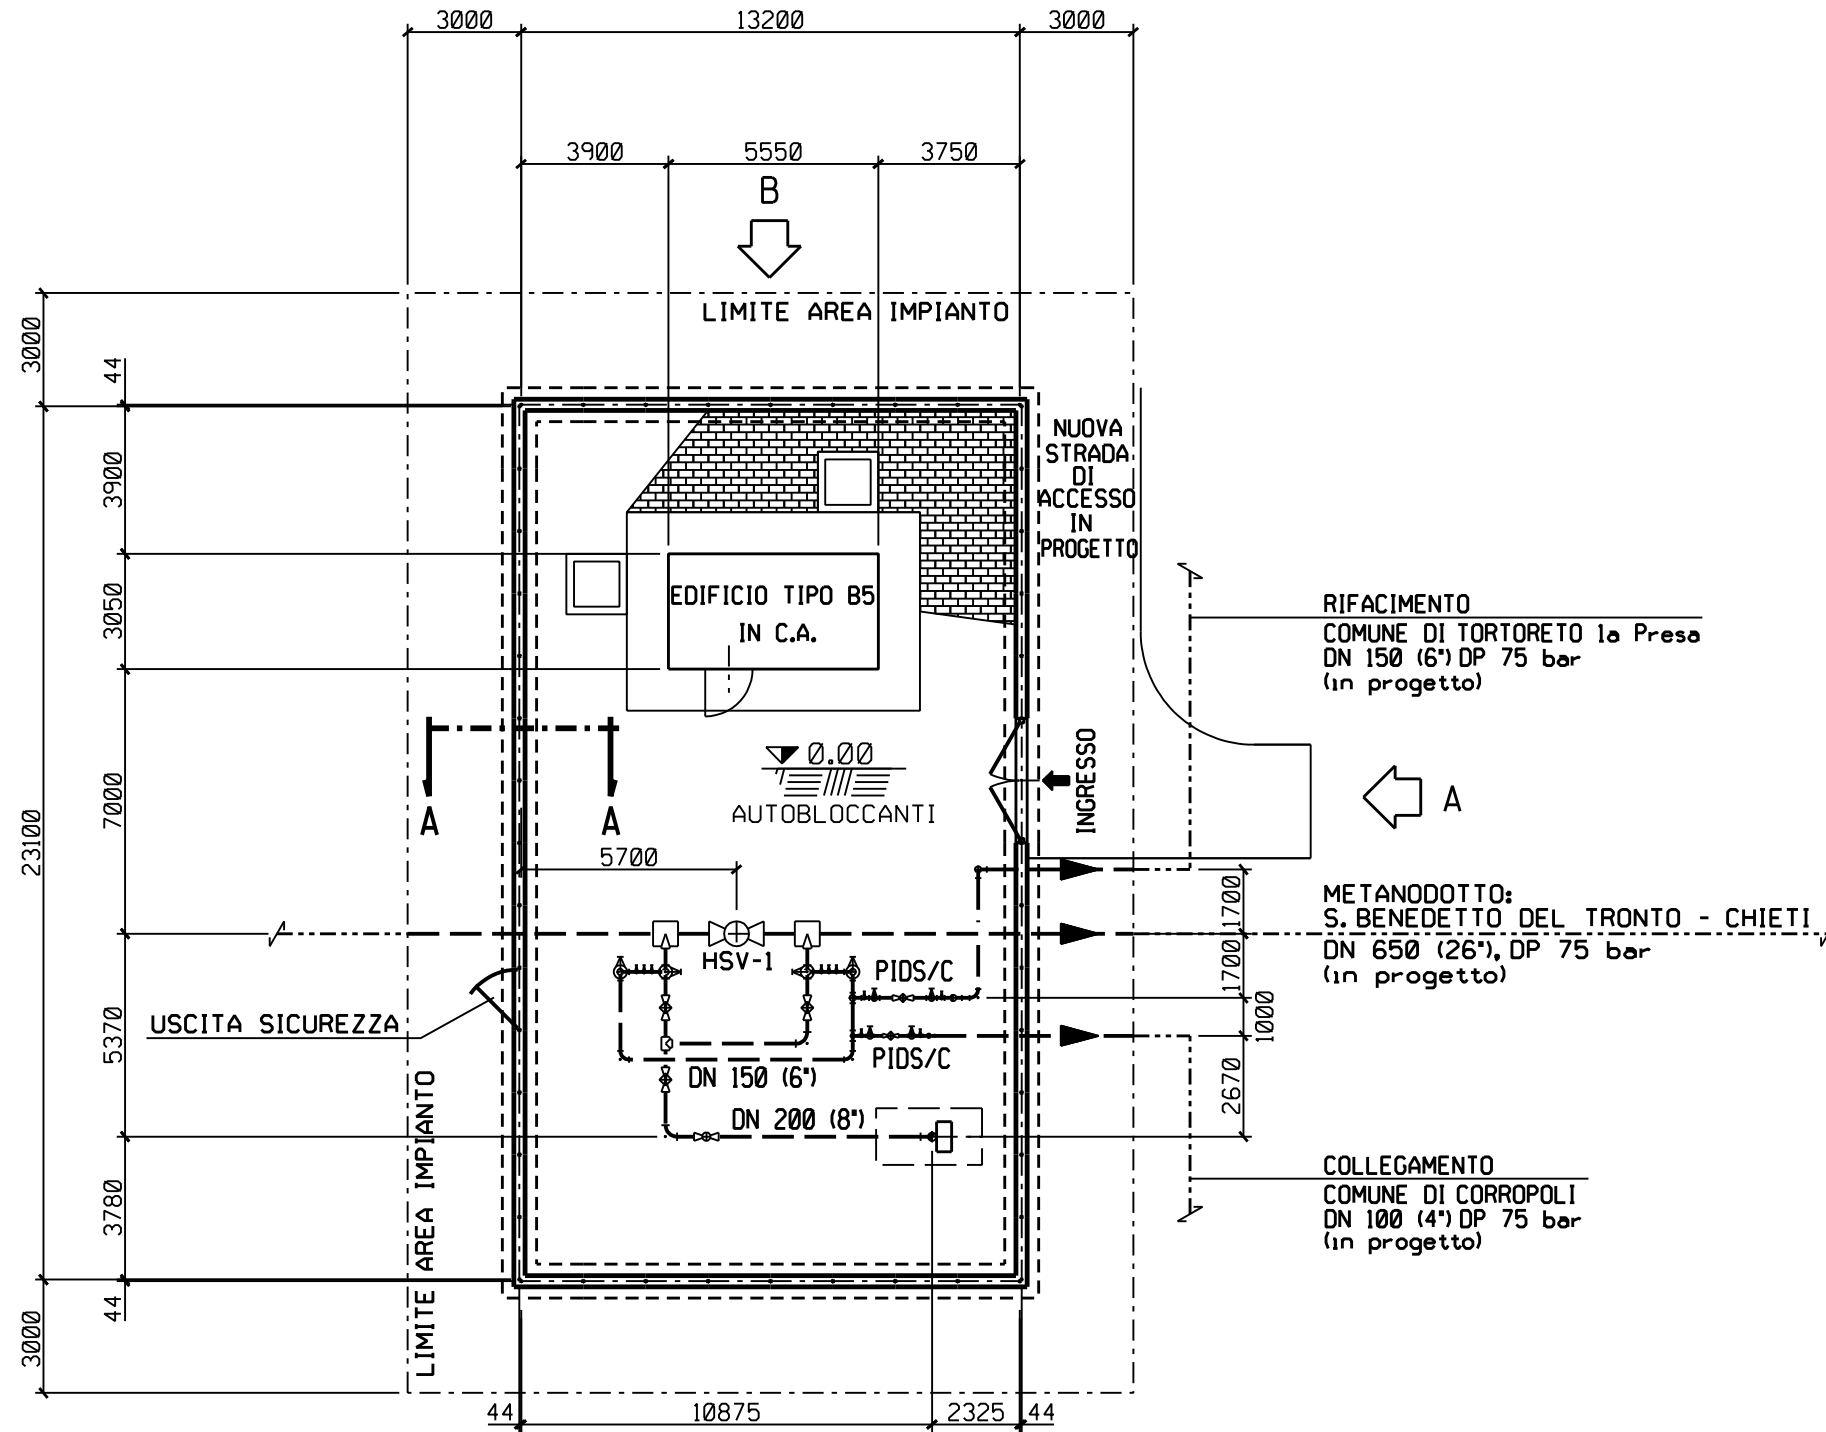 3000
13200
3000
3900
5550
3750
B
LIMITE AREA IMPIANTO
3000
44
3900
3050
7000
23100
5370
3780
44
3000
NUOVA
STRADA
DI
ACCESSO
IN
PROGETTO
EDIFICIO TIPO B5
IN C.A.
RIFACIMENTO
COMUNE DI TORTORETO 1a Presa
DN 150 (6") DP 75 bar
(in progetto)
0.00
AUTOBLOCCANTI
INGRESSO
A
A
A
5700
1700
1700
1000
2670
METANODOTTO:
S. BENEDETTO DEL TRONTO - CHIETI
DN 650 (26"), DP 75 bar
(in progetto)
HSV-1
PIDS/C
PIDS/C
USCITA SICUREZZA
DN 150 (6")
DN 200 (8")
LIMITE AREA IMPIANTO
COLLEGAMENTO
COMUNE DI CORROPOLI
DN 100 (4") DP 75 bar
(in progetto)
44
10875
2325
44